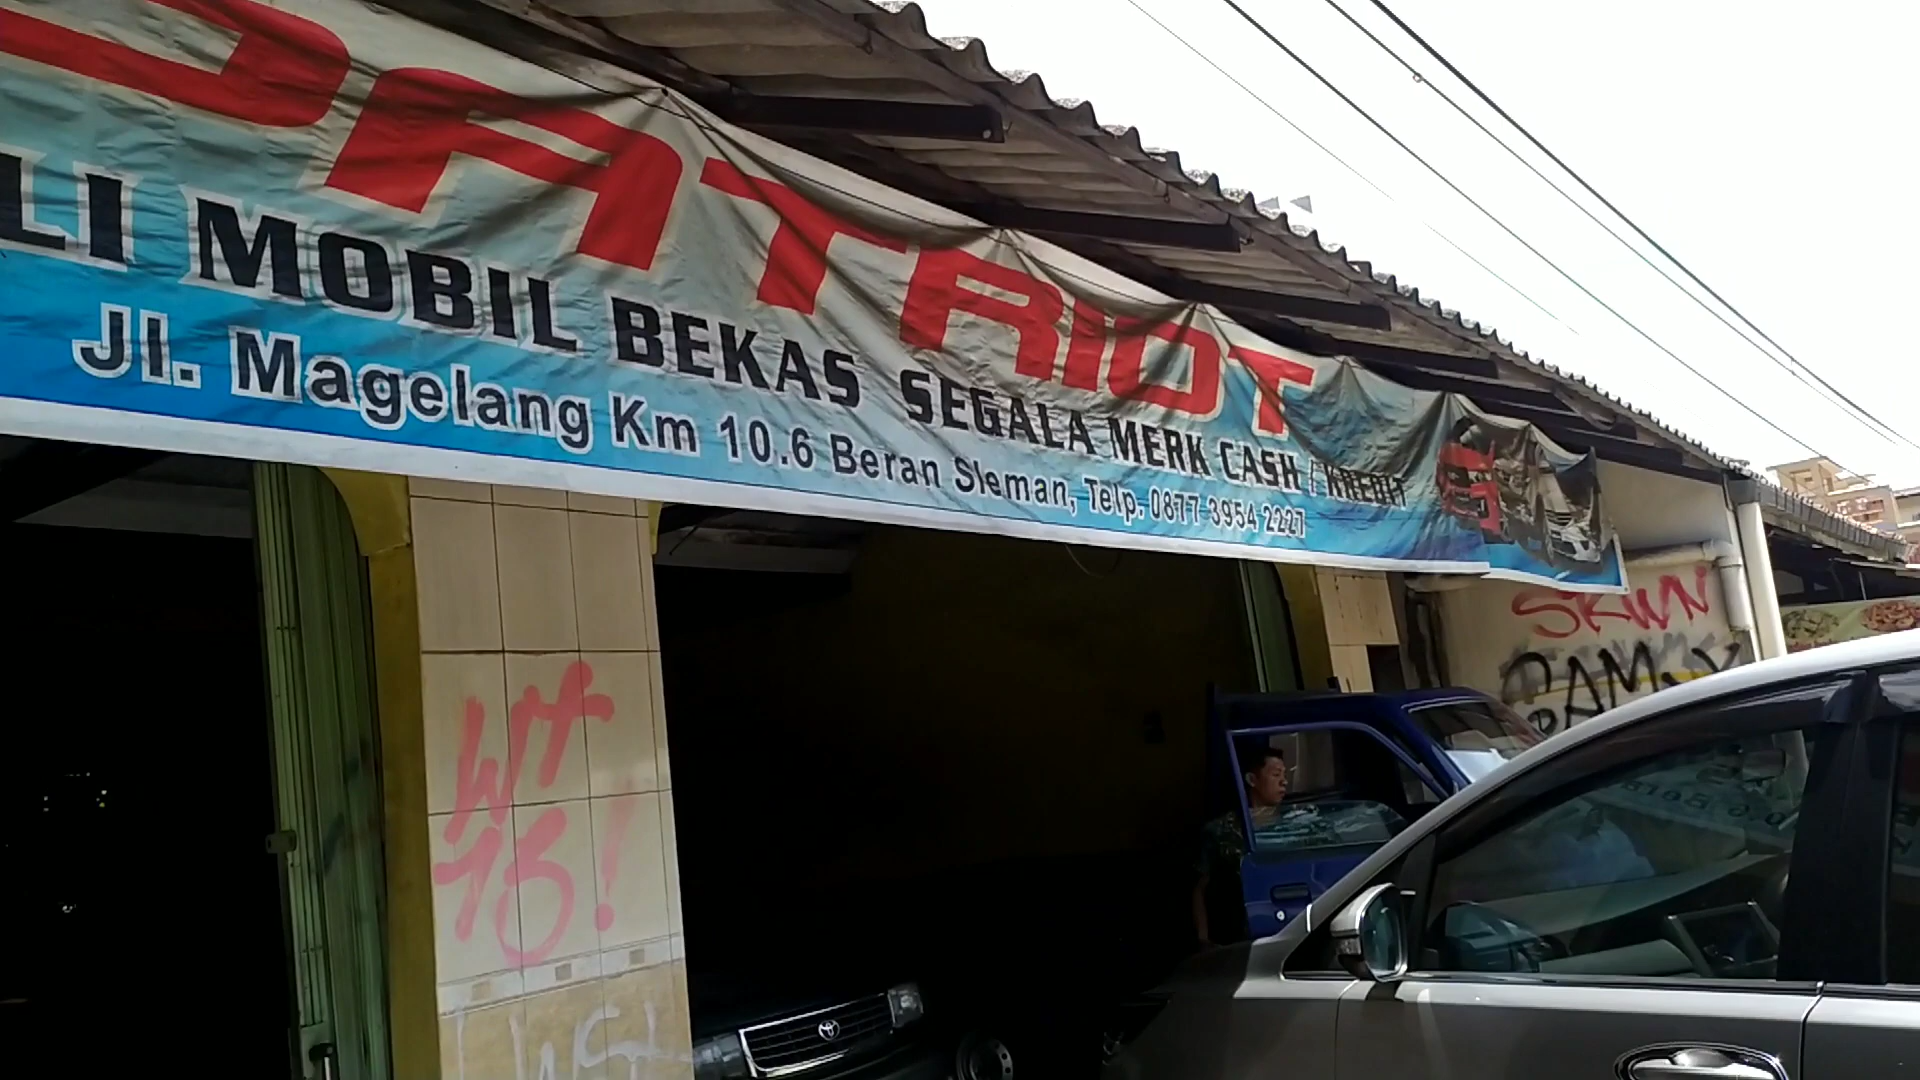 PATRIOT
LI MOBIL BEKAS SEGALA MERK CASH / KREDIT
Jl. Magelang Km 10.6 Beran Sleman, Telp. 0877 3954 2227
SKWN